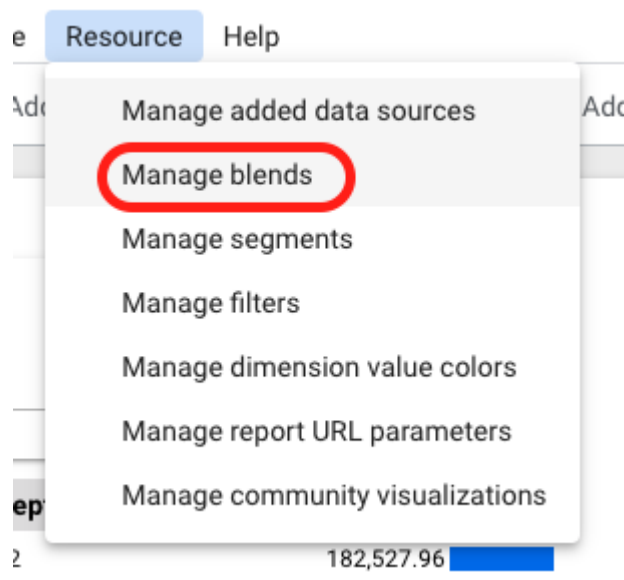 e Resource Help
Manage added data sources
Manage blends
Manage segments
Manage filters
Manage dimension value colors
Manage report URL parameters
Manage community visualizations
2 182,527.96